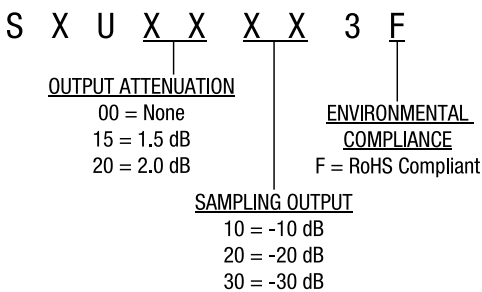 S X U X X X X 3 F
OUTPUT ATTENUATION
00 = None
15 = 1.5 dB
20 = 2.0 dB
ENVIRONMENTAL
COMPLIANCE
F = RoHS Compliant
SAMPLING OUTPUT
10 = -10 dB
20 = -20 dB
30 = -30 dB